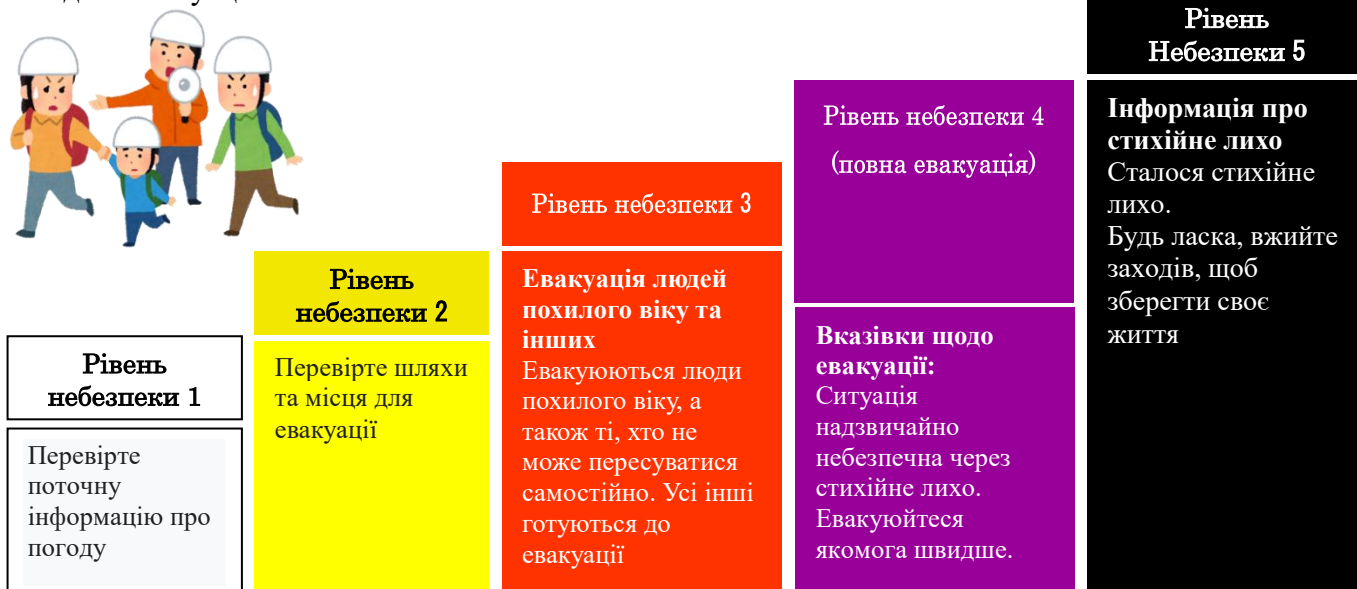 Рівень
небезпеки 1
Перевірте
поточну
інформацію про
погоду
Рівень
небезпеки 2
Перевірте шляхи
та місця для
евакуації
Рівень небезпеки 3
Евакуація людей
похилого віку та
інших
Евакуюються люди
похилого віку, а
також ті, хто не
може пересуватися
самостійно. Усі інші
готуються до
евакуації
Рівень небезпеки 4
(повна евакуація)
Вказівки щодо
евакуації:
Ситуація
надзвичайно
небезпечна через
стихійне лихо.
Евакуюйтеся
якомога швидше.
Рівень
Небезпеки 5
Інформація про
стихійне лихо
Сталося стихійне
лихо.
Будь ласка, вжийте
заходів, щоб
зберегти своє
життя